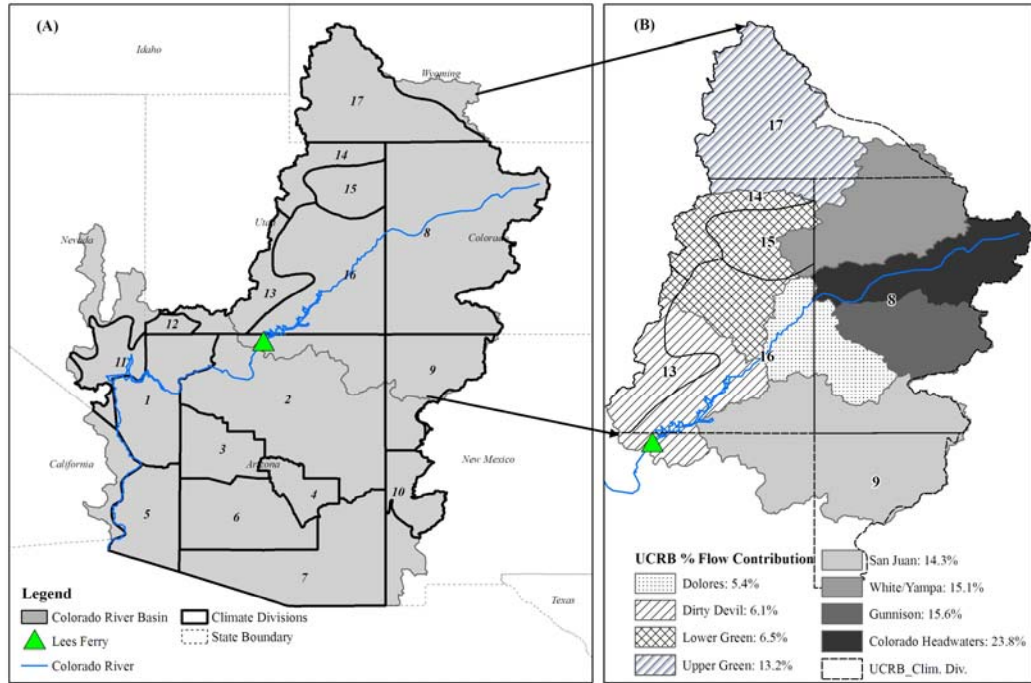 (A)
Idaho
Wyoming
17
14
15
Utah
8
Colorado
Nevada
16
13
12
11
9
1
2
3
Arizona
New Mexico
California
4
10
5
6
7
Texas
Legend
Colorado River Basin
Climate Divisions
Lees Ferry
State Boundary
Colorado River
(B)
17
14
15
8
16
13
9
UCRB % Flow Contribution
Dolores: 5.4%
Dirty Devil: 6.1%
Lower Green: 6.5%
Upper Green: 13.2%
San Juan: 14.3%
White/Yampa: 15.1%
Gunnison: 15.6%
Colorado Headwaters: 23.8%
UCRB_Clim. Div.